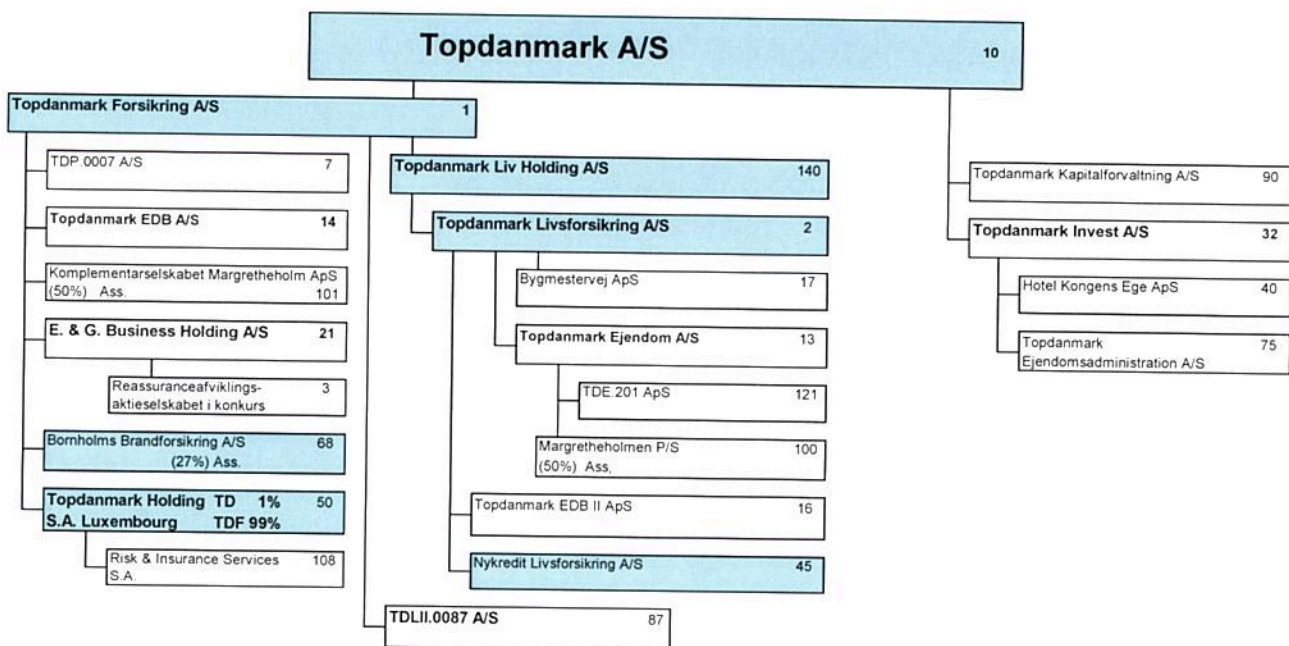 Topdanmark A/S 10
Topdanmark Forsikring A/S 1
TDP.0007 A/S 7
Topdanmark EDB A/S 14
Komplementarselskabet Margretheholm ApS
(50%) Ass. 101
E. & G. Business Holding A/S 21
Reassuranceafviklings- 3
aktieselskabet i konkurs
Bornholms Brandforsikring A/S 68
(27%) Ass.
Topdanmark Holding TD 1% 50
S.A. Luxembourg TDF 99%
Risk & Insurance Services 108
S.A.
Topdanmark Liv Holding A/S 140
Topdanmark Livsforsikring A/S 2
Bygmestervej ApS 17
Topdanmark Ejendom A/S 13
TDE.201 ApS 121
Margretheholmen P/S 100
(50%) Ass.
Topdanmark EDB II ApS 16
Nykredit Livsforsikring A/S 45
TDLII.0087 A/S 87
Topdanmark Kapitalforvaltning A/S 90
Topdanmark Invest A/S 32
Hotel Kongens Ege ApS 40
Topdanmark 75
Ejendomsadministration A/S